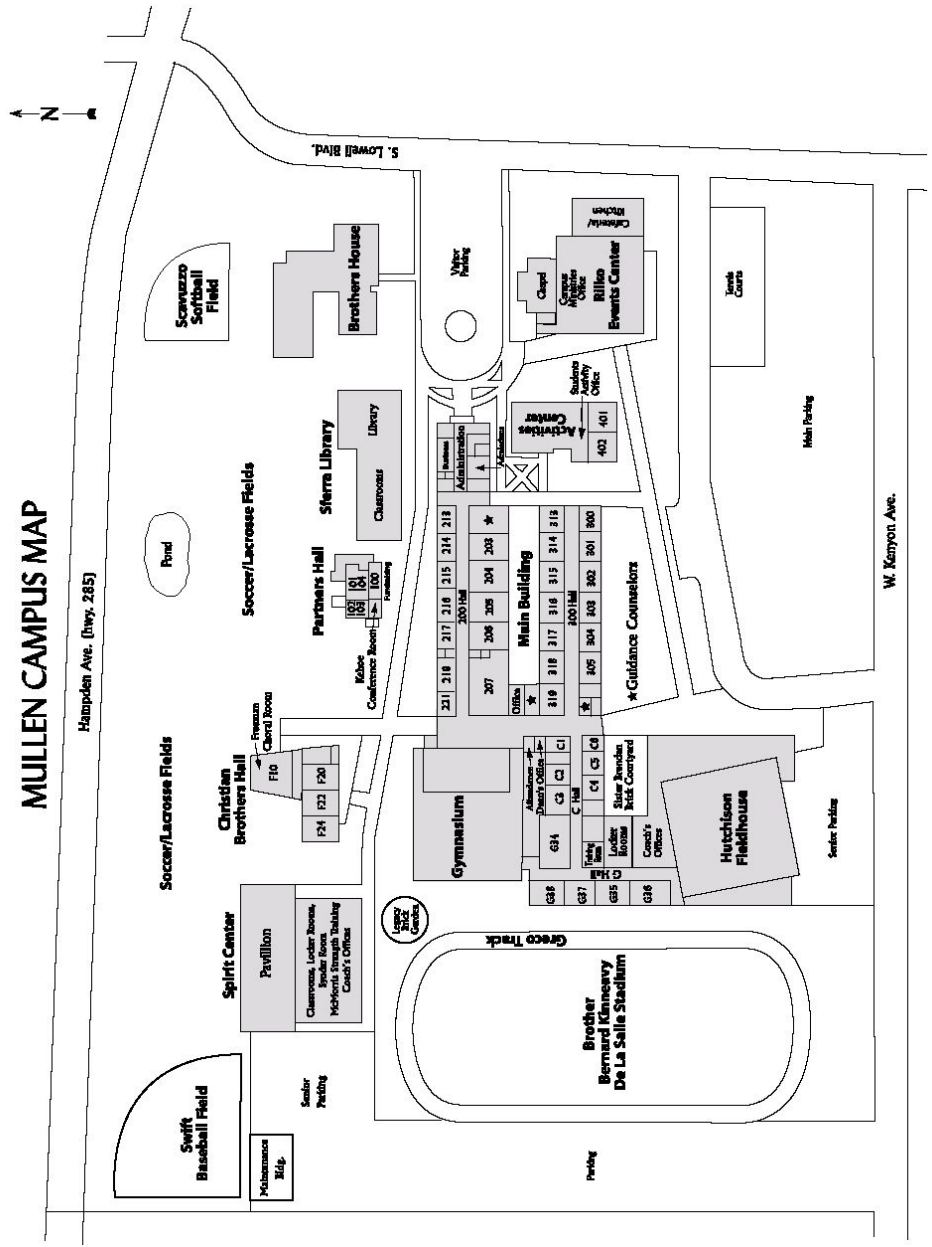 MULLEN CAMPUS MAP
N
Hampden Ave. [hwy. 285]
Swift
Baseball Field
Maintenance
Bldg.
Senior
Parking
Parking
Spirit Center
Pavillion
Classrooms, Locker Rooms,
Synder Room
McMorris Strength Training
Coach's Offices
Soccer/Lacrosse Fields
Christian
Brothers Hall
Freeman
Choral Room
F10
F24
F22
F20
Pond
Soccer/Lacrosse Fields
Partners Hall
102
101
103
104
100
Fundraising
Kehoe
Conference Room
Sferra Library
Library
Classrooms
Scavuzzo
Softball
Field
Brothers House
S. Lowell Blvd.
Visitor
Parking
Legacy
Brick
Garden
Greco Track
Brother
Bernard Kinneavy
De La Salle Stadium
Gymnasium
Attendance
Dean's Office
G34
C3
C2
C1
C Hall
Training
Room
C4
C5
C6
G Hall
G38
G37
G35
G36
Locker
Rooms
Coach's
Offices
Sister Brendan
Brick Courtyard
Hutchison
Fieldhouse
Senior Parking
221
218
217
216
215
214
213
200 Hall
207
206
205
204
203
★
Business
Administration
Admissions
Main Building
Office
★
319
318
317
316
315
314
313
300 Hall
★
305
304
303
302
301
300
★Guidance Counselors
Activities
Center
Students
Activity
Office
402
401
Chapel
Campus
Ministries
Office
Rilko
Events Center
Cafeteria/
Kitchen
Tennis
Courts
Main Parking
W. Kenyon Ave.